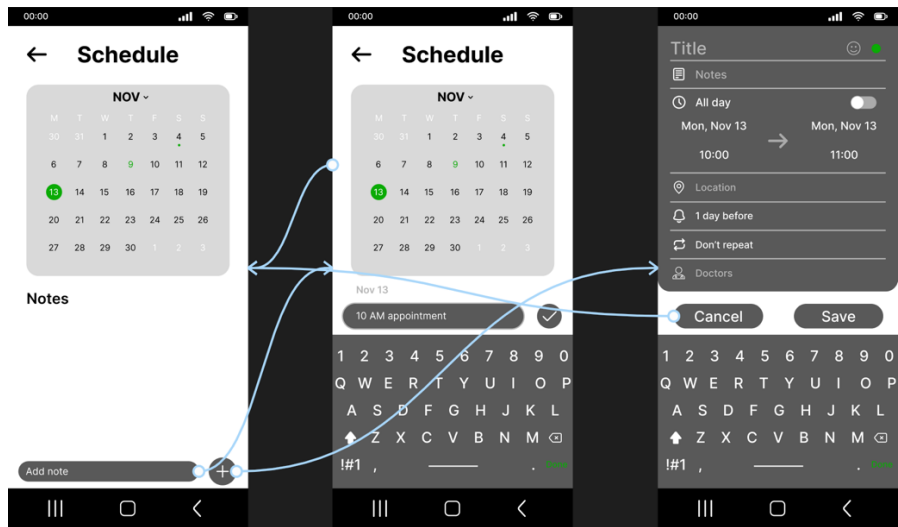 00:00
Schedule
NOV
M T W T F S S
30 31 1 2 3 4 5
6 7 8 9 10 11 12
13 14 15 16 17 18 19
20 21 22 23 24 25 26
27 28 29 30 1 2 3
Notes
Add note
+
00:00
Schedule
NOV
M T W T F S S
30 31 1 2 3 4 5
6 7 8 9 10 11 12
13 14 15 16 17 18 19
20 21 22 23 24 25 26
27 28 29 30 1 2 3
Nov 13
10 AM appointment
1 2 3 4 5 6 7 8 9 0
Q W E R T Y U I O P
A S D F G H J K L
Z X C V B N M
!#1 , . Done
00:00
Title
Notes
All day
Mon, Nov 13 Mon, Nov 13
10:00 11:00
Location
1 day before
Don't repeat
Doctors
Cancel Save
1 2 3 4 5 6 7 8 9 0
Q W E R T Y U I O P
A S D F G H J K L
Z X C V B N M
!#1 , . Done